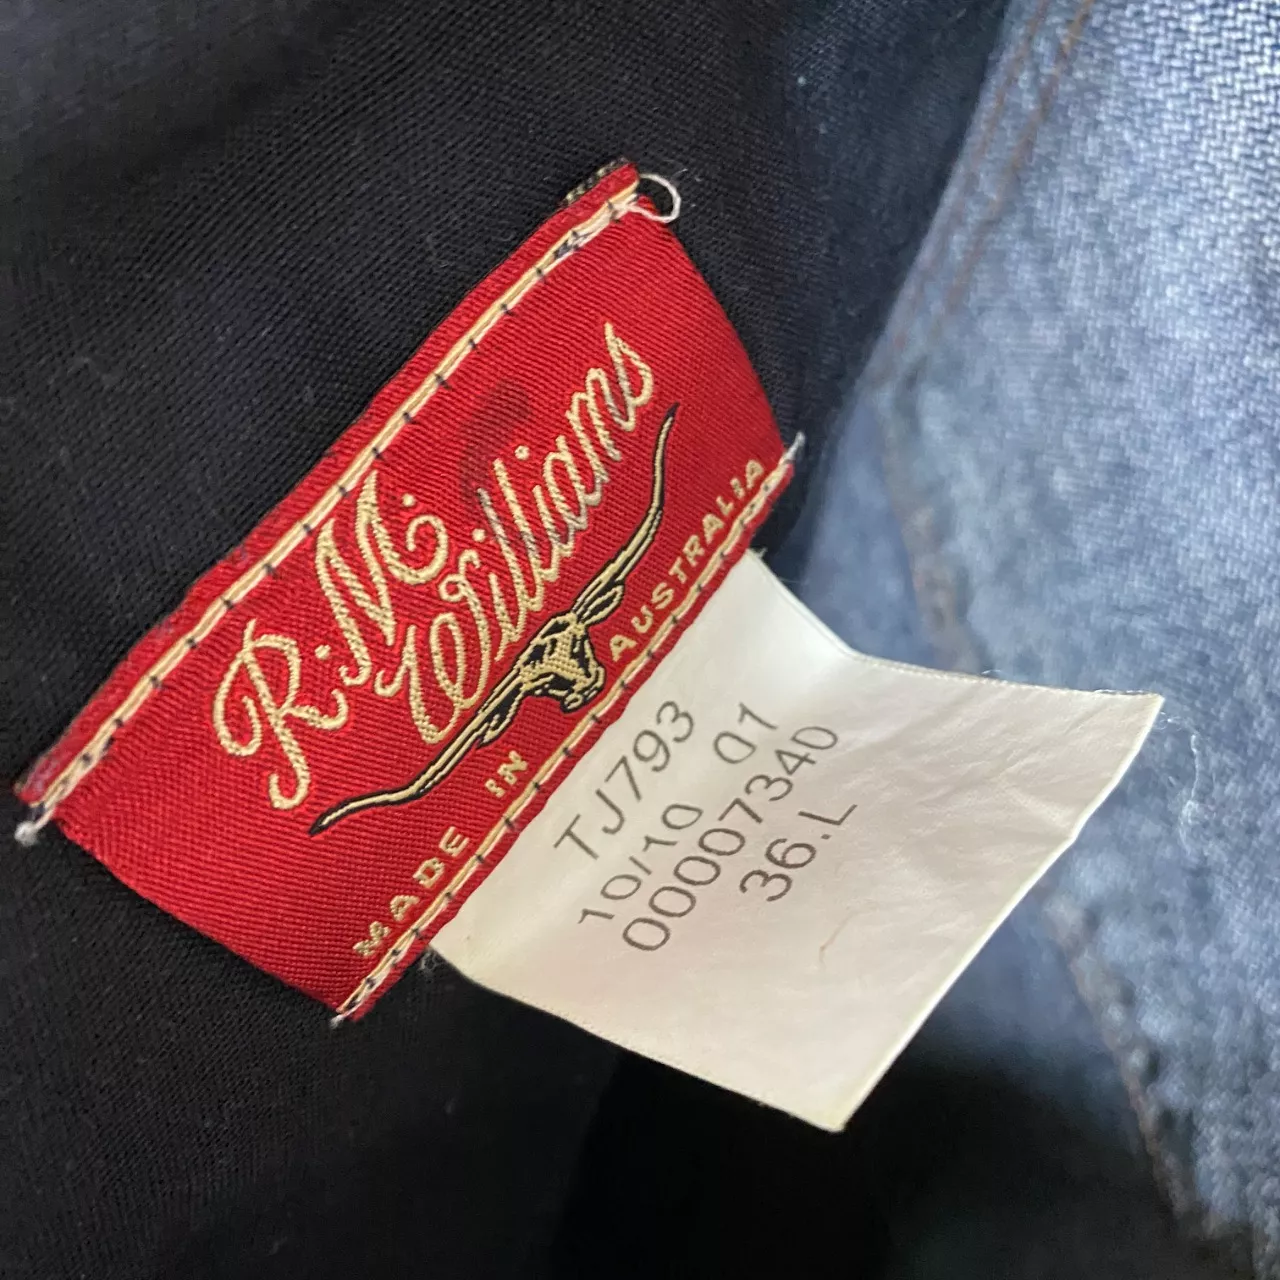 R.M.
Williams
MADE IN AUSTRALIA
TJ793
10/10 01
00007340
36.L